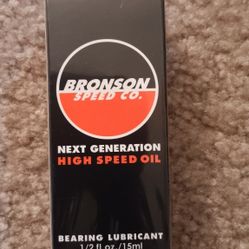 BRONSON
SPEED CO.
NEXT GENERATION
HIGH SPEED OIL
BEARING LUBRICANT
1/2 fl oz./15ml